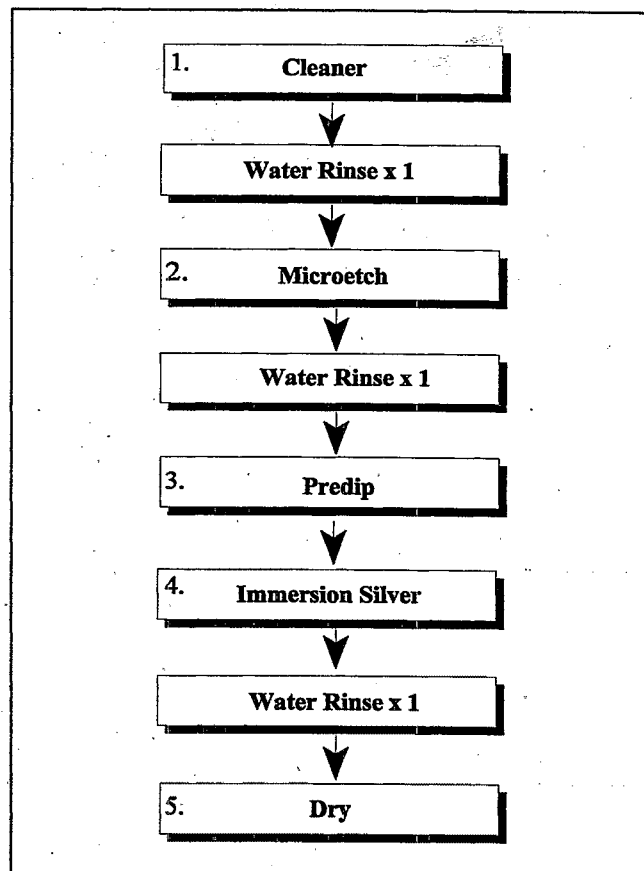 1. Cleaner
Water Rinse x 1
2. Microetch
Water Rinse x 1
3. Predip
4. Immersion Silver
Water Rinse x 1
5. Dry